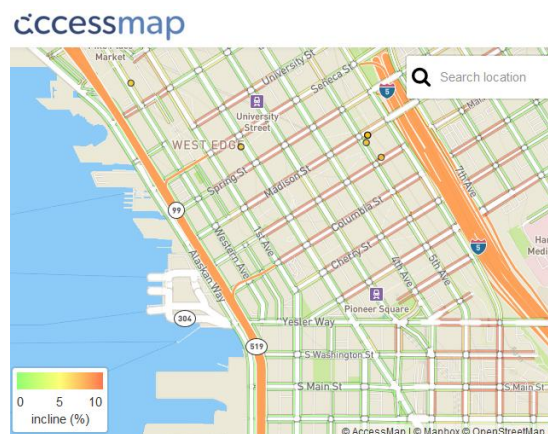 accessmap
Market
University St
Seneca St
Search location
5
University
Street
WEST EDGE
Spring St
Madison St
7th Ave
99
Western Ave
1st Ave
Columbia St
Alaskan Way
Cherry St
4th Ave
5th Ave
5
Pioneer Square
304
Yesler Way
519
S Washington St
S Main St
S Main St
0 5 10
incline (%)
© AccessMap | © Mapbox © OpenStreetMap